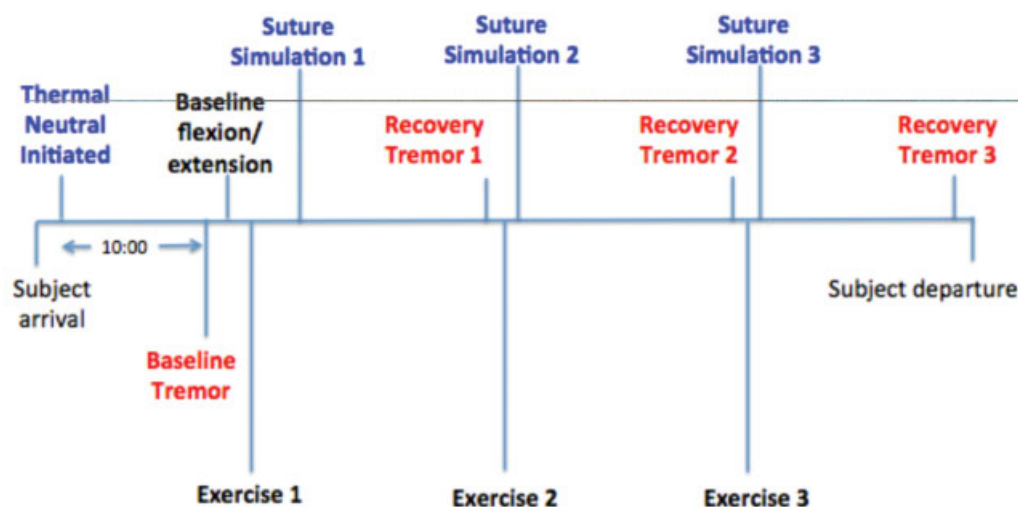 Suture
Simulation 1
Suture
Simulation 2
Suture
Simulation 3
Thermal
Neutral
Initiated
Baseline
flexion/
extension
Recovery
Tremor 1
Recovery
Tremor 2
Recovery
Tremor 3
10:00
Subject
arrival
Subject departure
Baseline
Tremor
Exercise 1
Exercise 2
Exercise 3